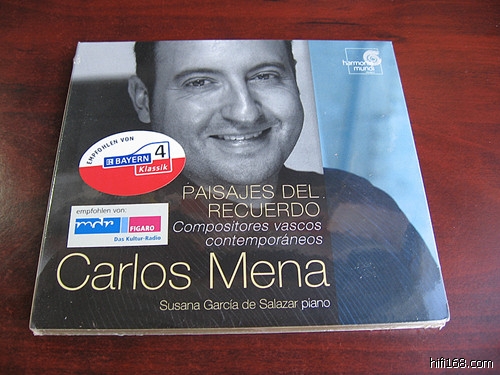 harmonia
mundi
EMPFOHLEN VON
BR BAYERN 4
Klassik
empfohlen von:
mdr FIGARO
Das Kultur-Radio
PAISAJES DEL
RECUERDO
Compositores vascos
contemporáneos
Carlos Mena
Susana García de Salazar piano
hifi168.com